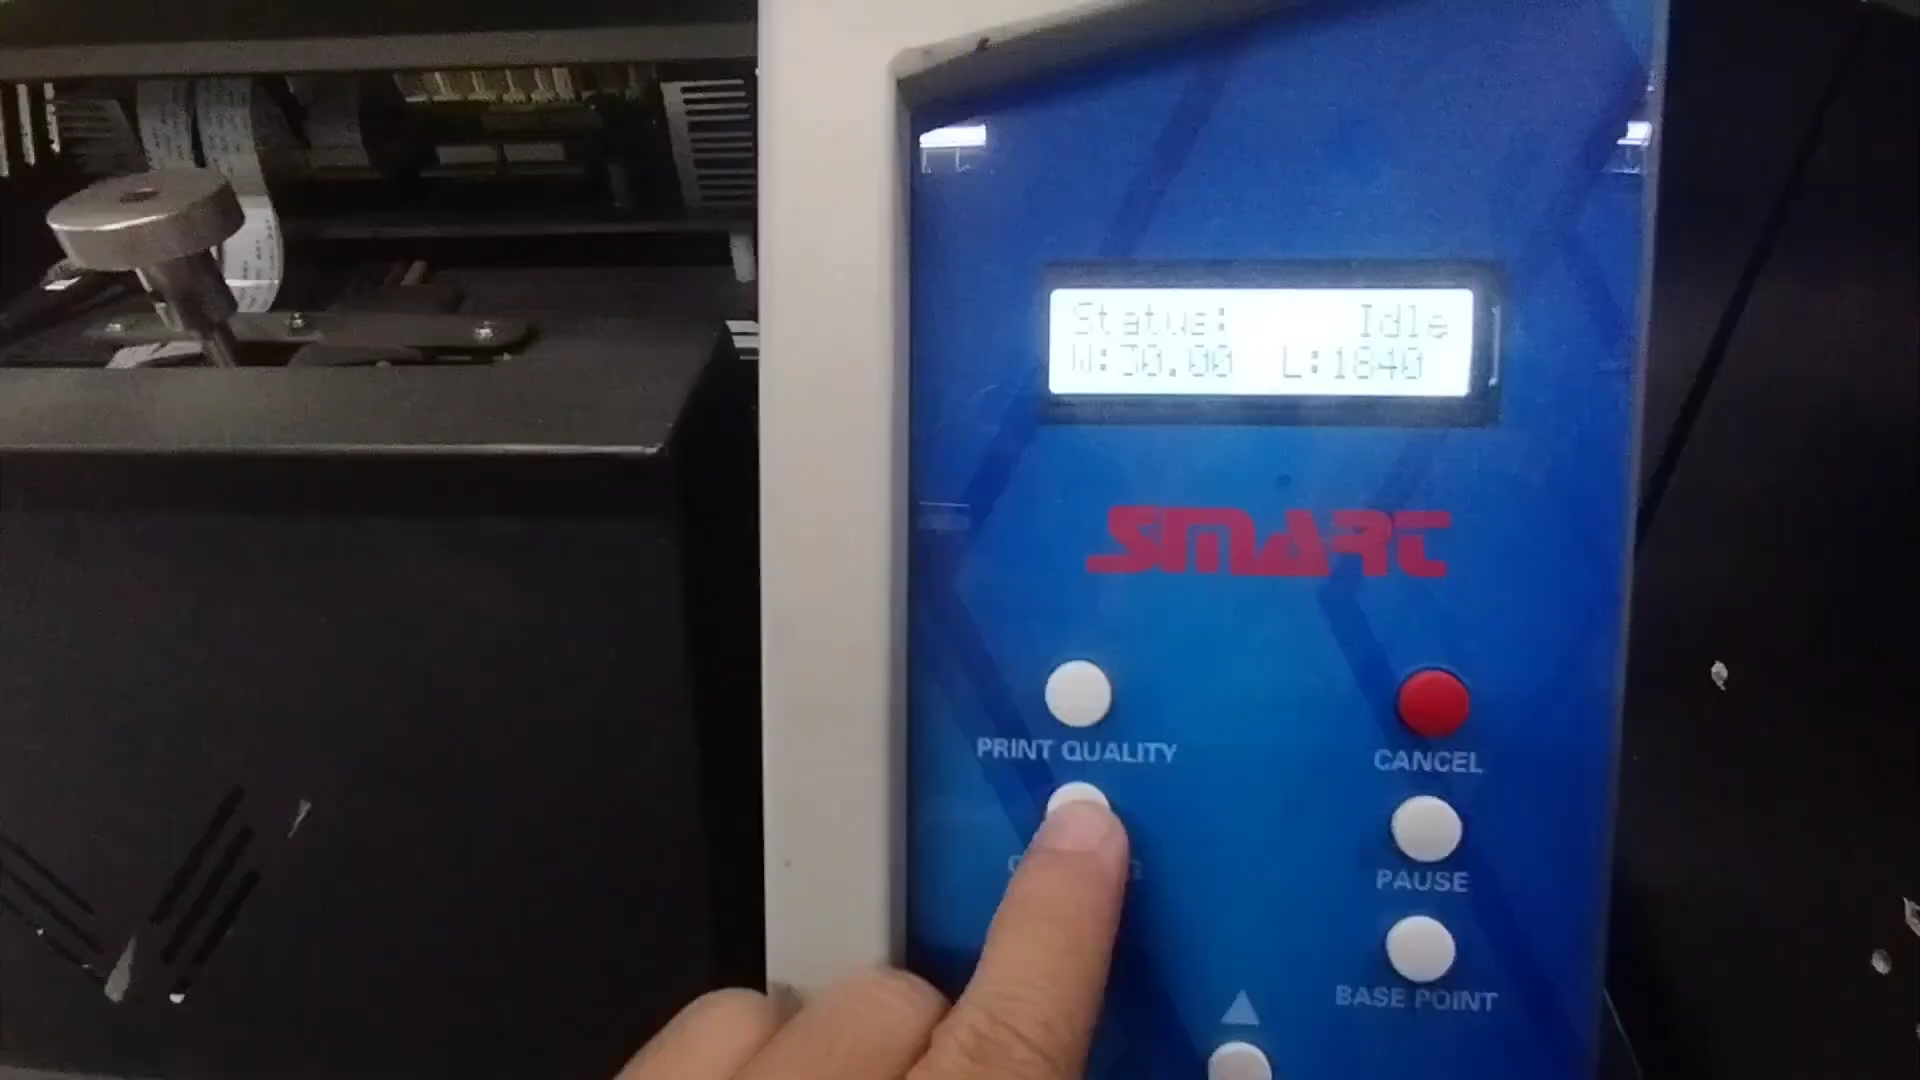 Status: Idle
W:30.00 L:1840
SMART
PRINT QUALITY
CANCEL
PAUSE
BASE POINT